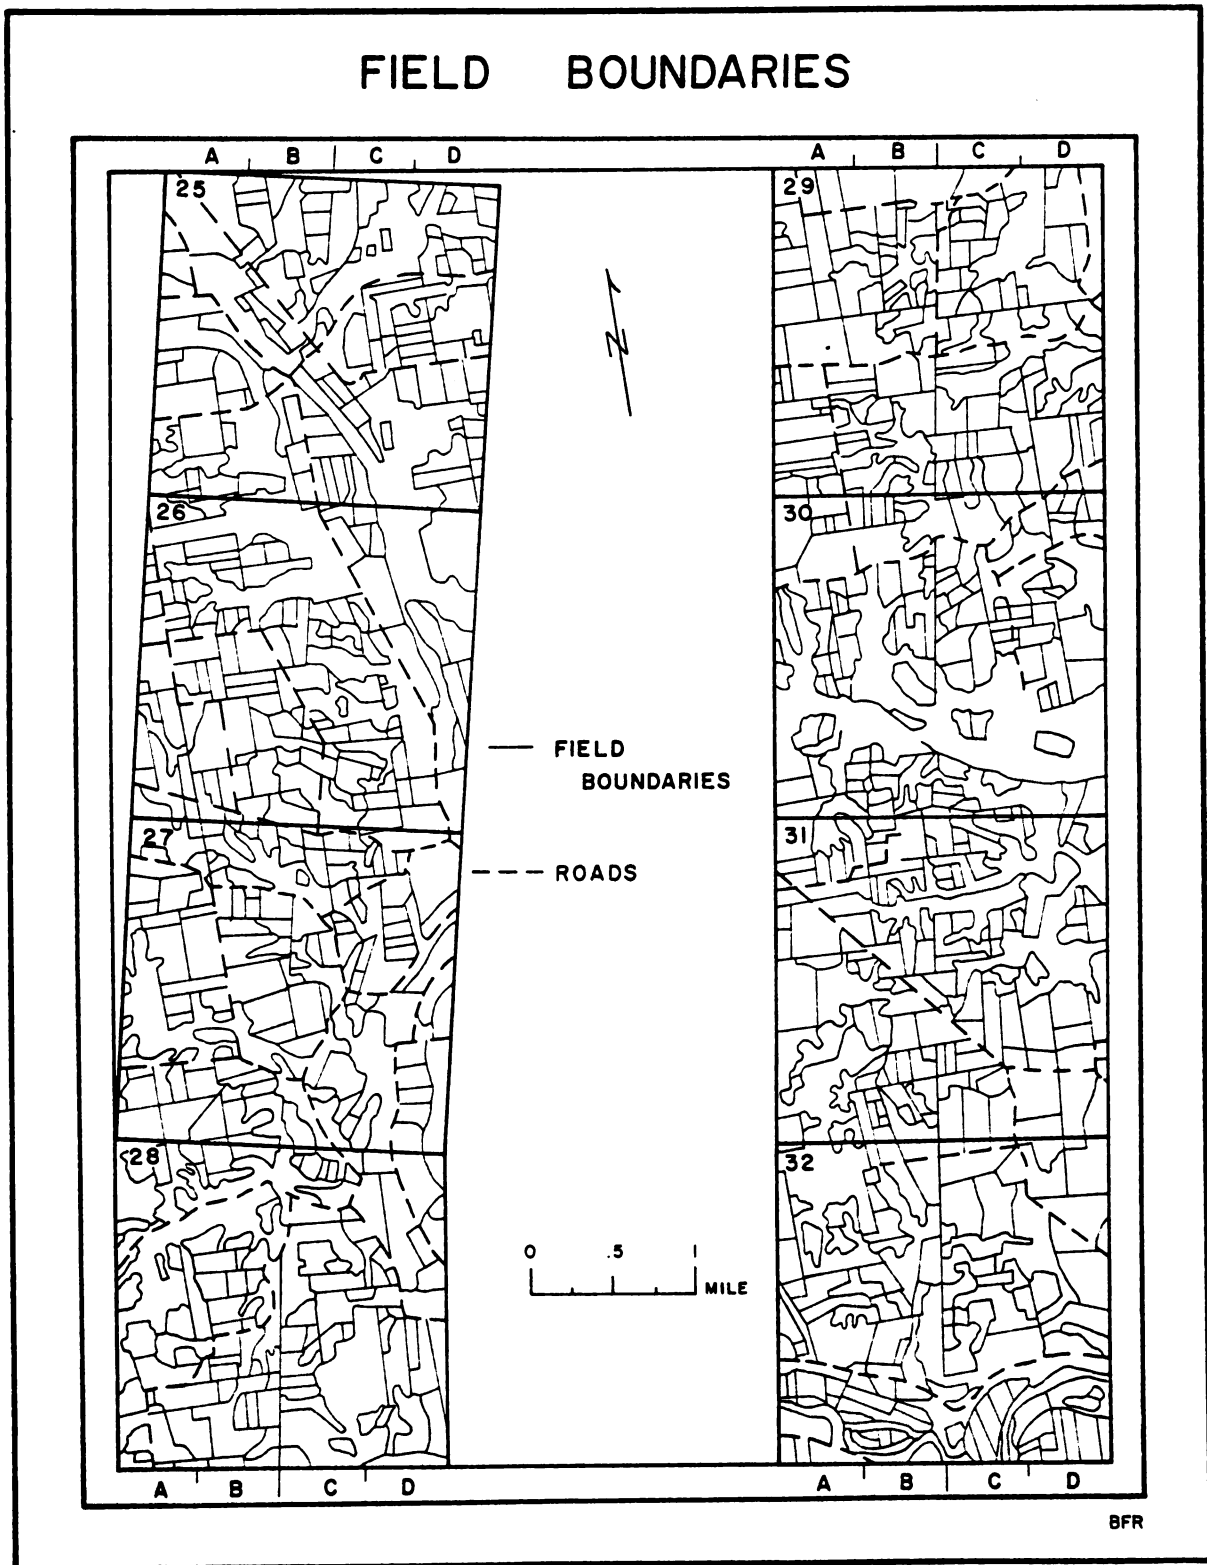 FIELD BOUNDARIES
A B C D
A B C D
25
29
N
26
30
FIELD
BOUNDARIES
27
31
ROADS
28
32
0 .5 1
MILE
A B C D
A B C D
BFR